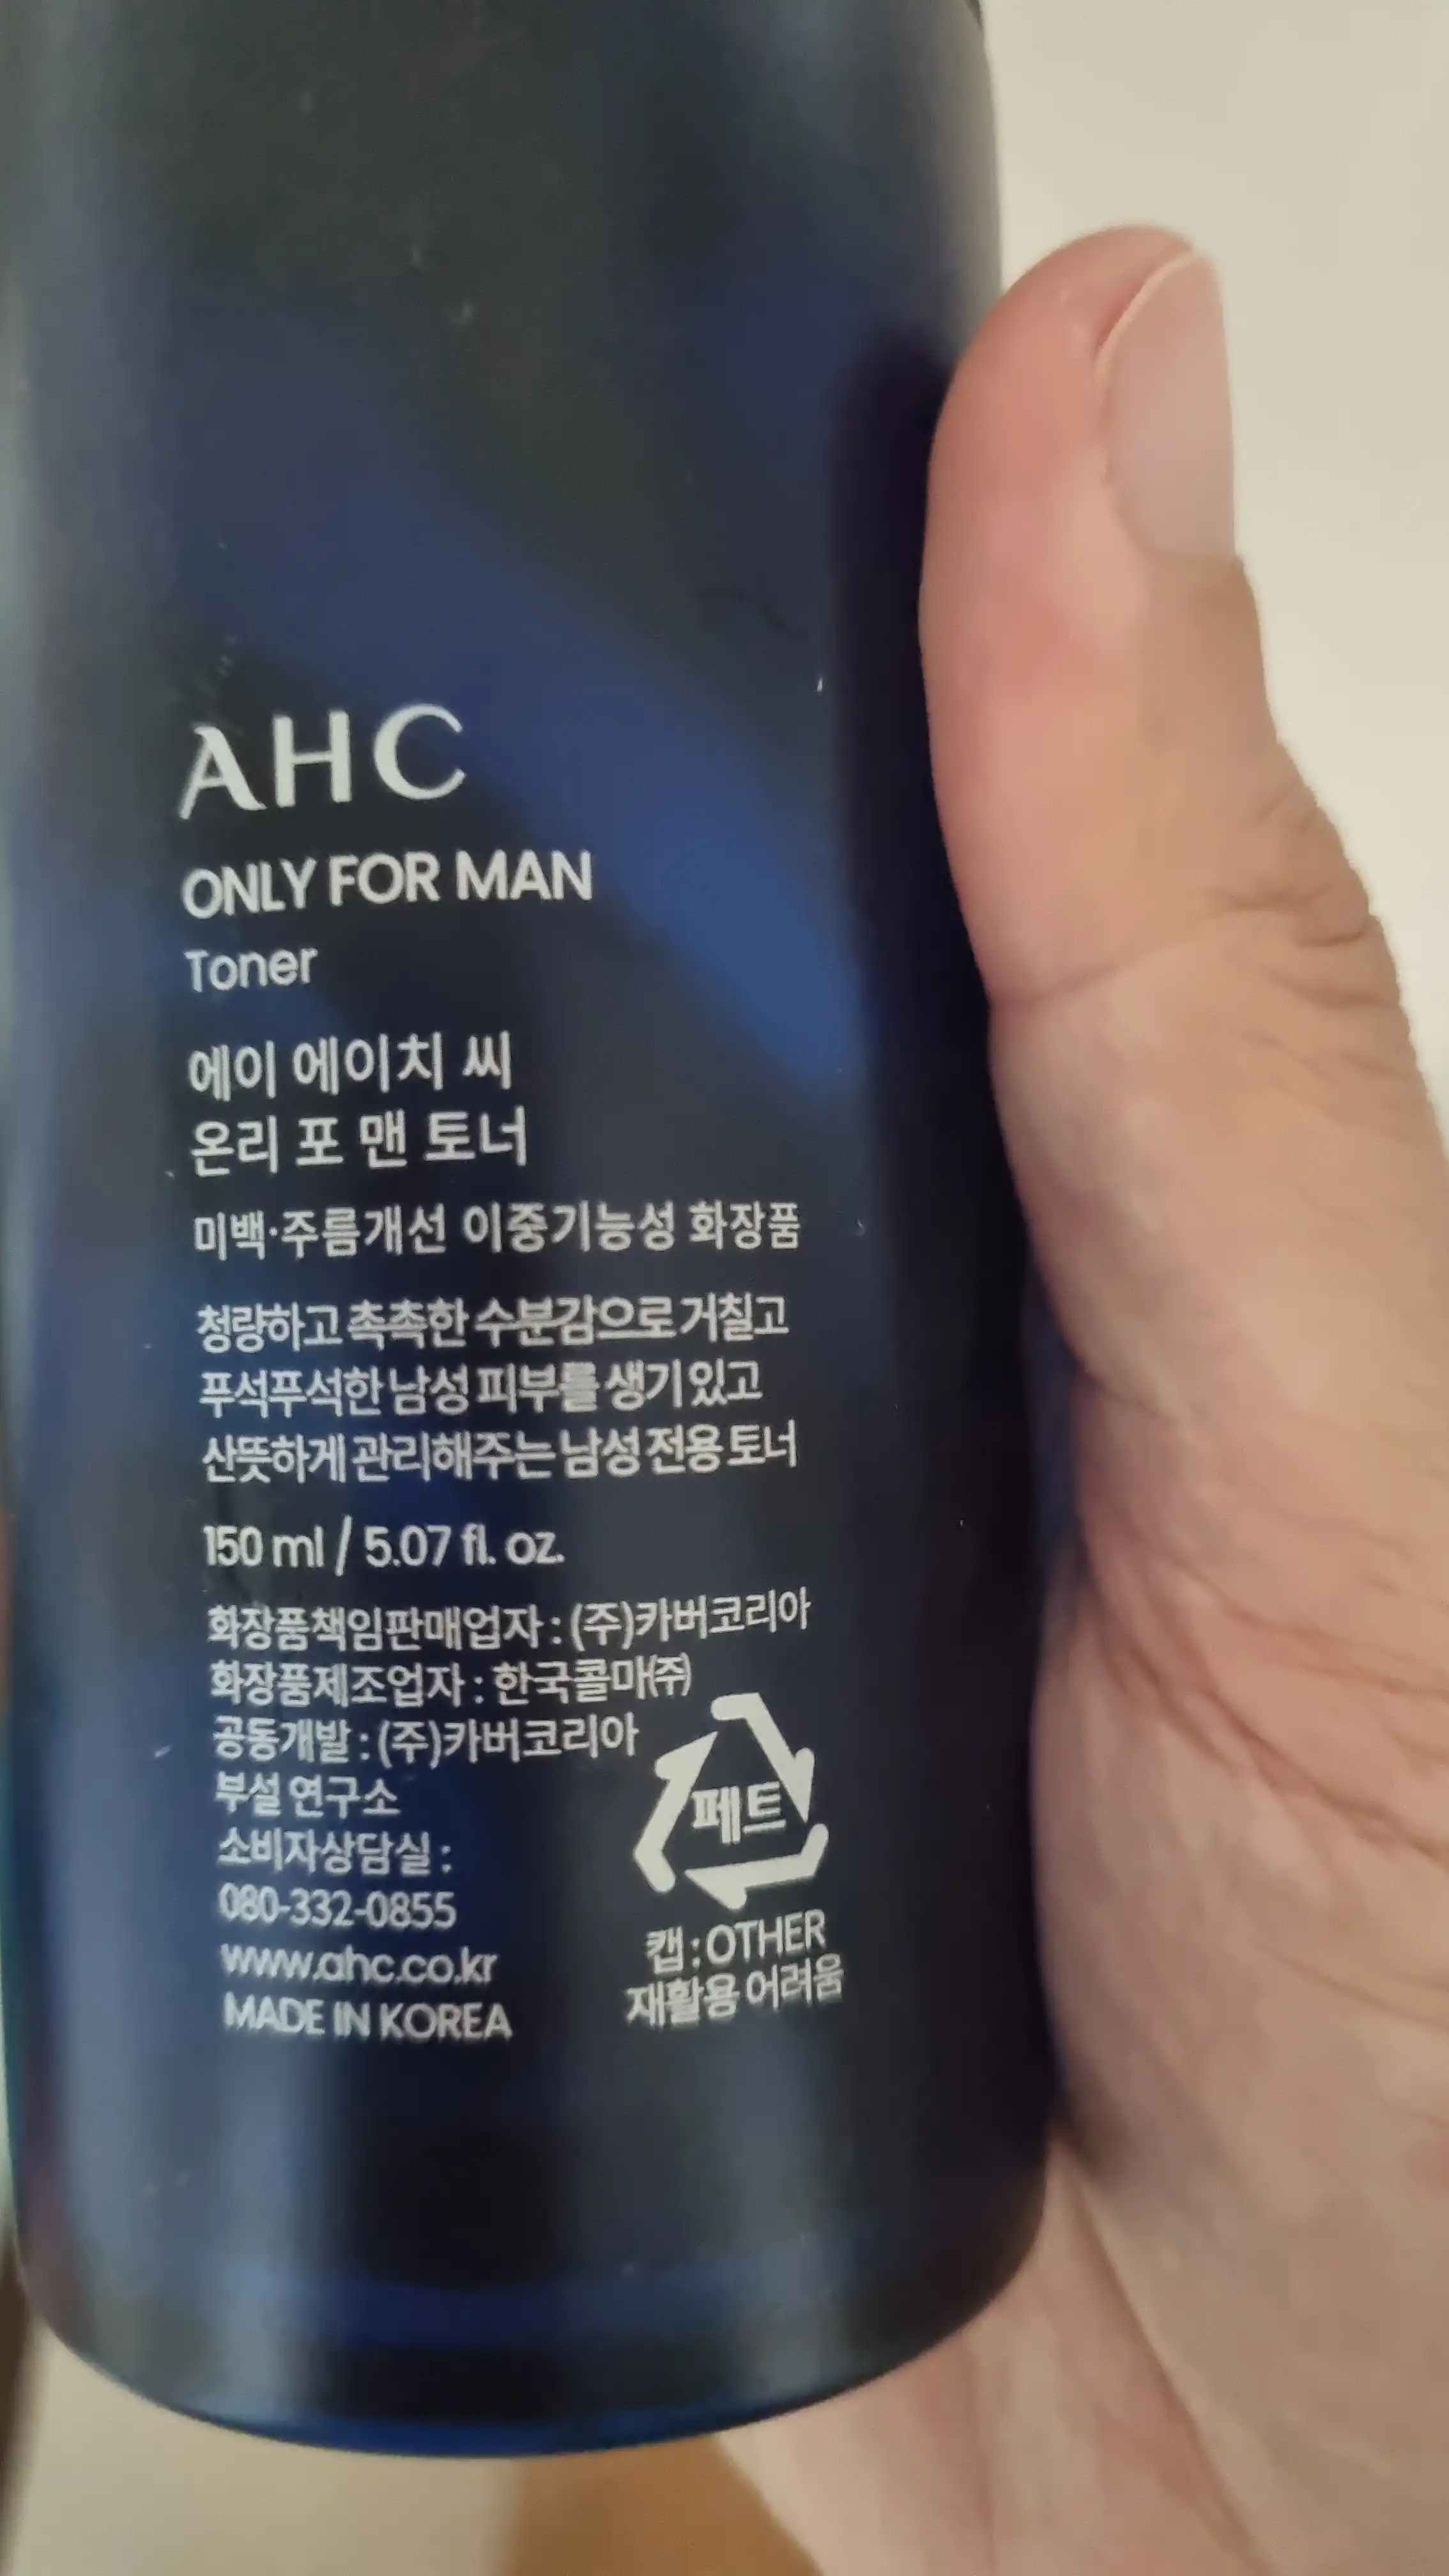 AHC
ONLY FOR MAN
Toner
에이 에이치 씨
온리 포 맨 토너
미백·주름개선 이중기능성 화장품
청량하고 촉촉한 수분감으로 거칠고
푸석푸석한 남성 피부를 생기 있고
산뜻하게 관리해주는 남성 전용 토너
150 ml / 5.07 fl. oz.
화장품책임판매업자 : (주)카버코리아
화장품제조업자 : 한국콜마㈜
공동개발 : (주)카버코리아
부설 연구소
소비자상담실 :
080-332-0855
www.ahc.co.kr
MADE IN KOREA
페트
캡 : OTHER
재활용 어려움